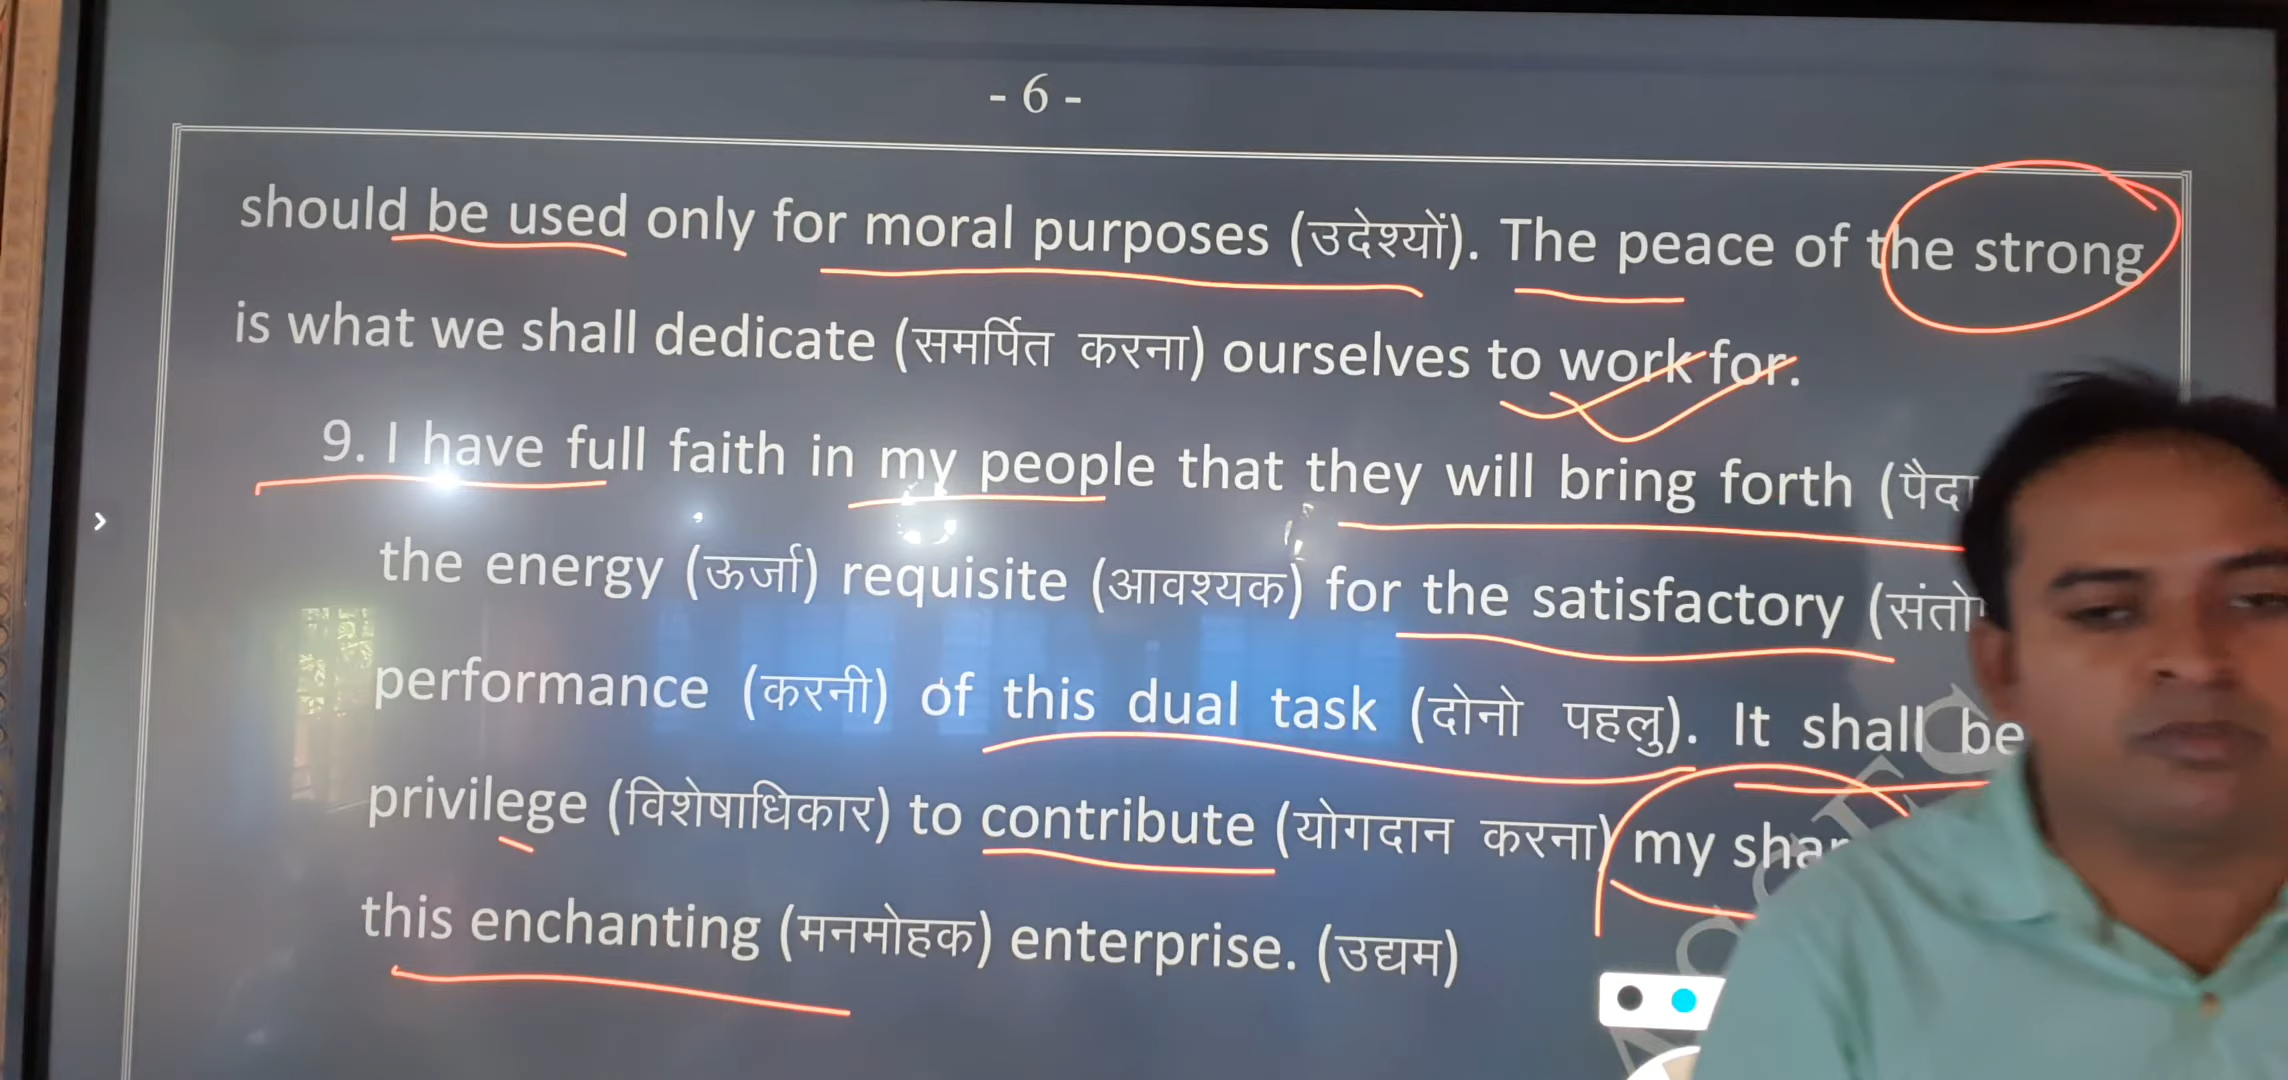 - 6 -
should be used only for moral purposes (उदेश्यों). The peace of the strong
is what we shall dedicate (समर्पित करना) ourselves to work for.
9. I have full faith in my people that they will bring forth
the energy (ऊर्जा) requisite (आवश्यक) for the satisfactory
performance (करनी) of this dual task (दोनो पहलु). It shall be
privilege (विशेषाधिकार) to contribute (योगदान करना) my
this enchanting (मनमोहक) enterprise. (उद्यम)